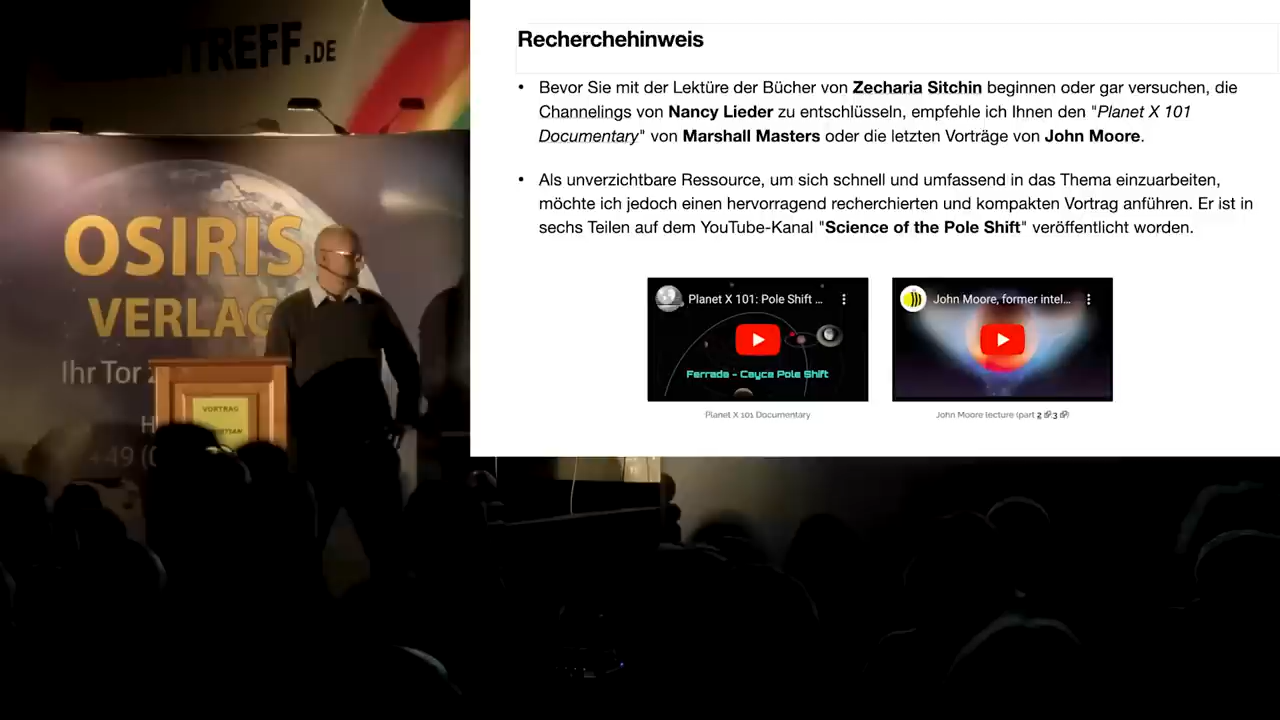 TREFF.DE
OSIRIS
VERLAG
Ihr Tor
+49 (0
VORTRAG
Recherchehinweis
• Bevor Sie mit der Lektüre der Bücher von Zecharia Sitchin beginnen oder gar versuchen, die
Channelings von Nancy Lieder zu entschlüsseln, empfehle ich Ihnen den "Planet X 101
Documentary" von Marshall Masters oder die letzten Vorträge von John Moore.
• Als unverzichtbare Ressource, um sich schnell und umfassend in das Thema einzuarbeiten,
möchte ich jedoch einen hervorragend recherchierten und kompakten Vortrag anführen. Er ist in
sechs Teilen auf dem YouTube-Kanal "Science of the Pole Shift" veröffentlicht worden.
Planet X 101: Pole Shift ...
Ferrada - Cayce Pole Shift
Planet X 101 Documentary
John Moore, former intel...
John Moore lecture (part 2 3)